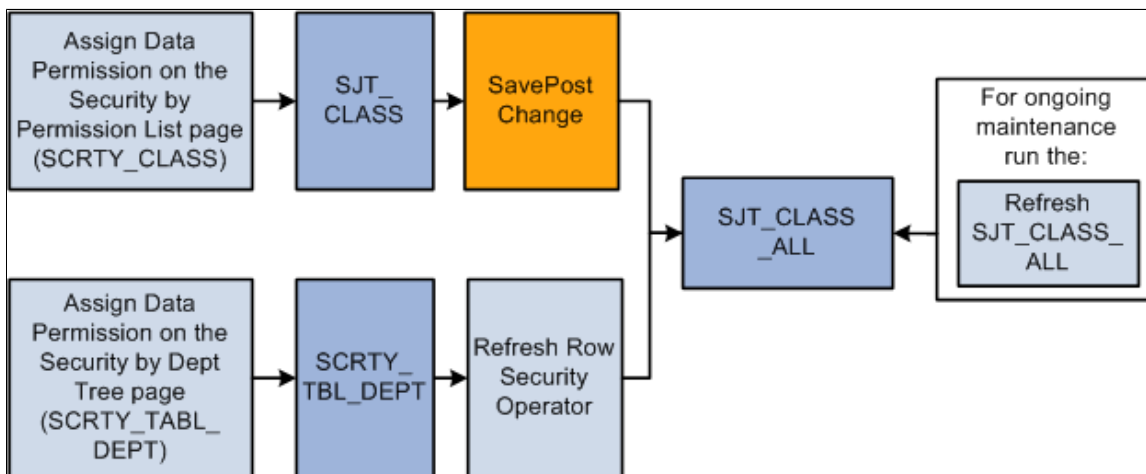 Assign Data
Permission on the
Security by
Permission List page
(SCRTY_CLASS)
SJT_
CLASS
SavePost
Change
Assign Data
Permission on the
Security by Dept
Tree page
(SCRTY_TABL_
DEPT)
SCRTY_
TBL_DEPT
Refresh Row
Security
Operator
SJT_CLASS
_ALL
For ongoing
maintenance
run the:
Refresh
SJT_CLASS_
ALL